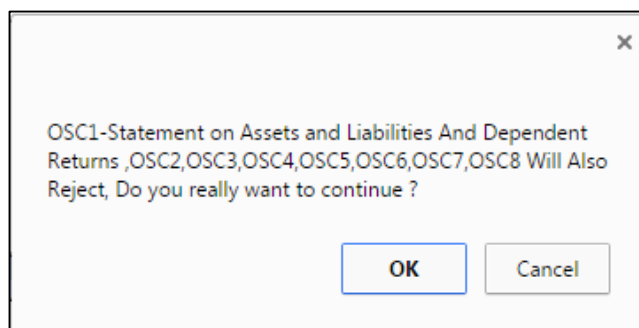 OSC1-Statement on Assets and Liabilities And Dependent
Returns ,OSC2,OSC3,OSC4,OSC5,OSC6,OSC7,OSC8 Will Also
Reject, Do you really want to continue ?
OK
Cancel